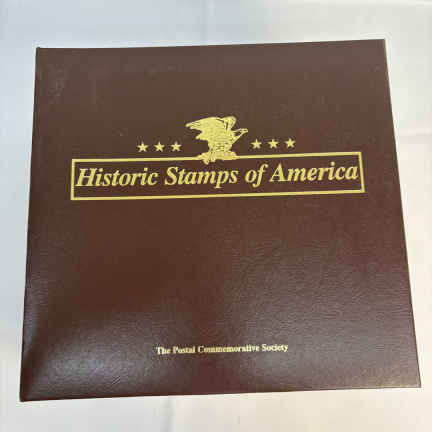 Historic Stamps of America
The Postal Commemorative Society